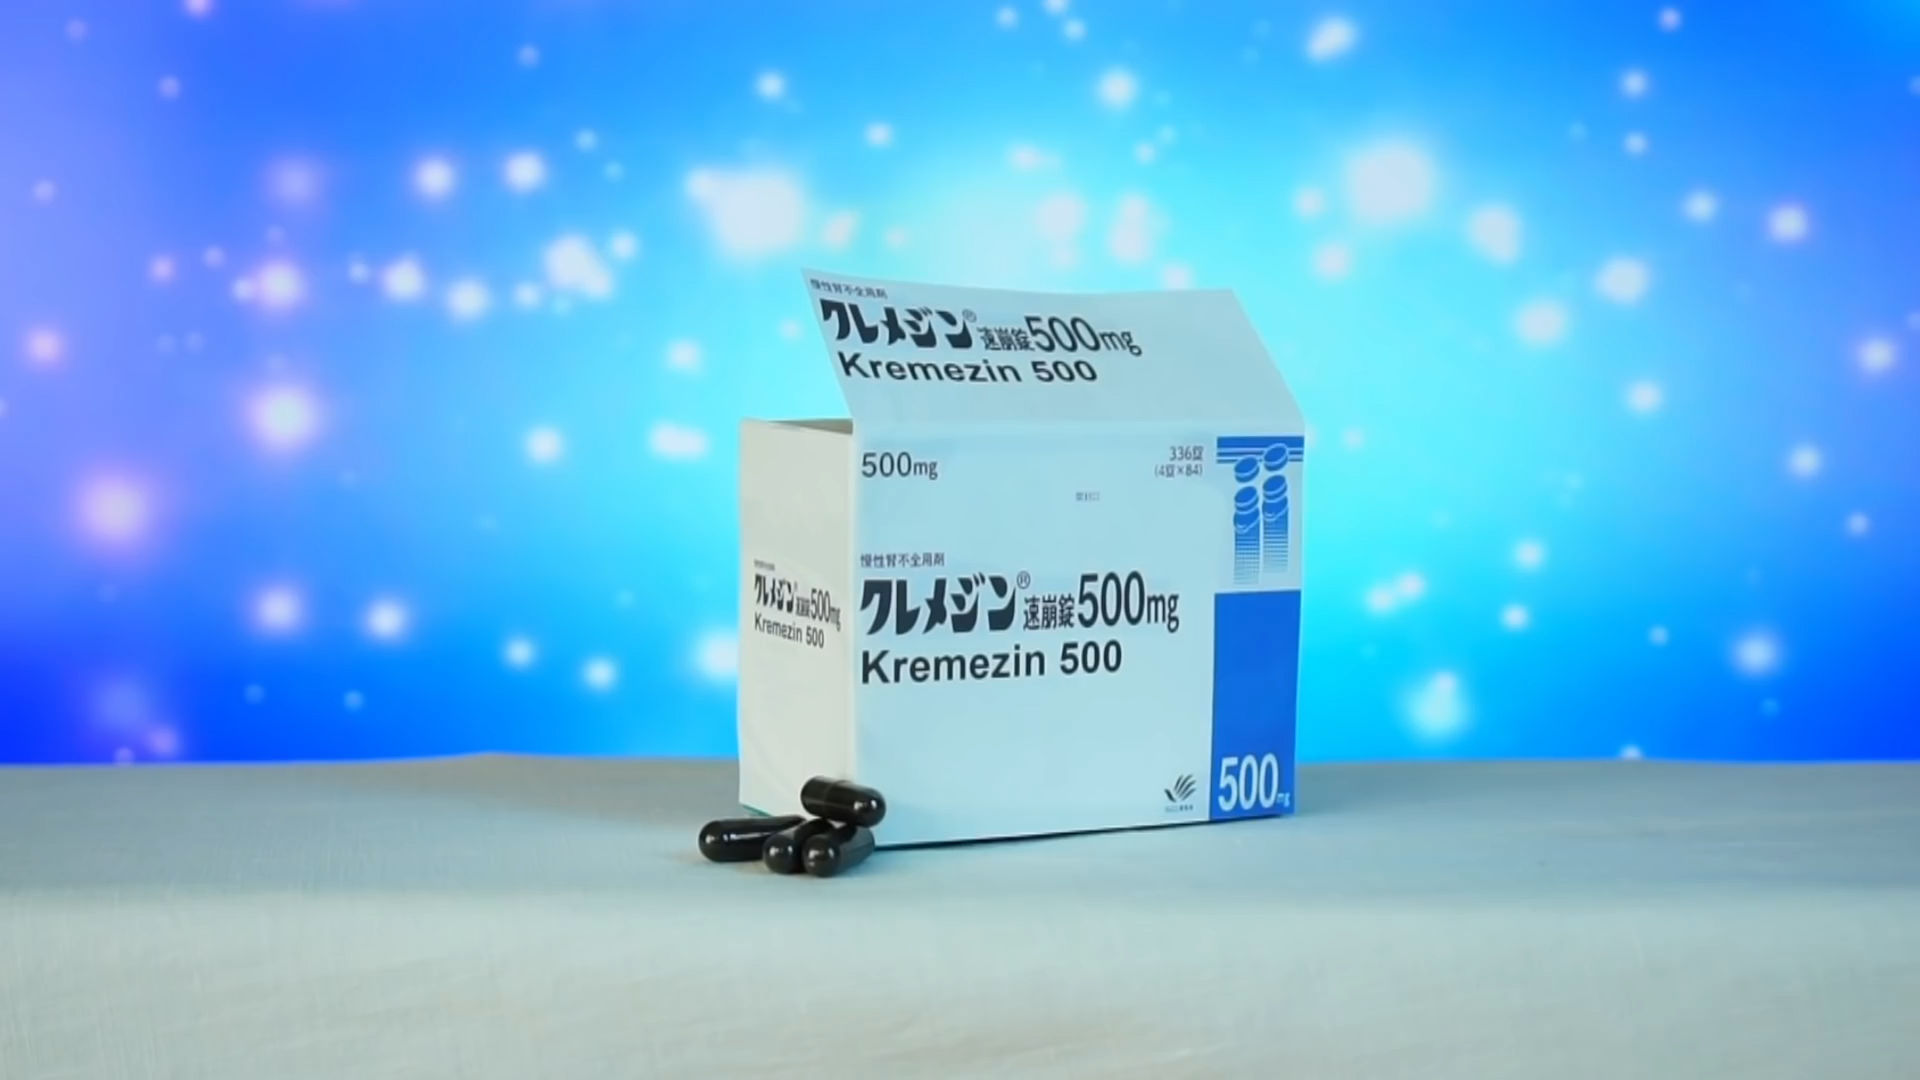 慢性腎不全用剤
クレメジン® 速崩錠500mg
Kremezin 500
500mg
336錠
(4錠×84)
慢性腎不全用剤
クレメジン® 速崩錠500mg
Kremezin 500
500mg
クレメジン 速崩錠500mg
Kremezin 500